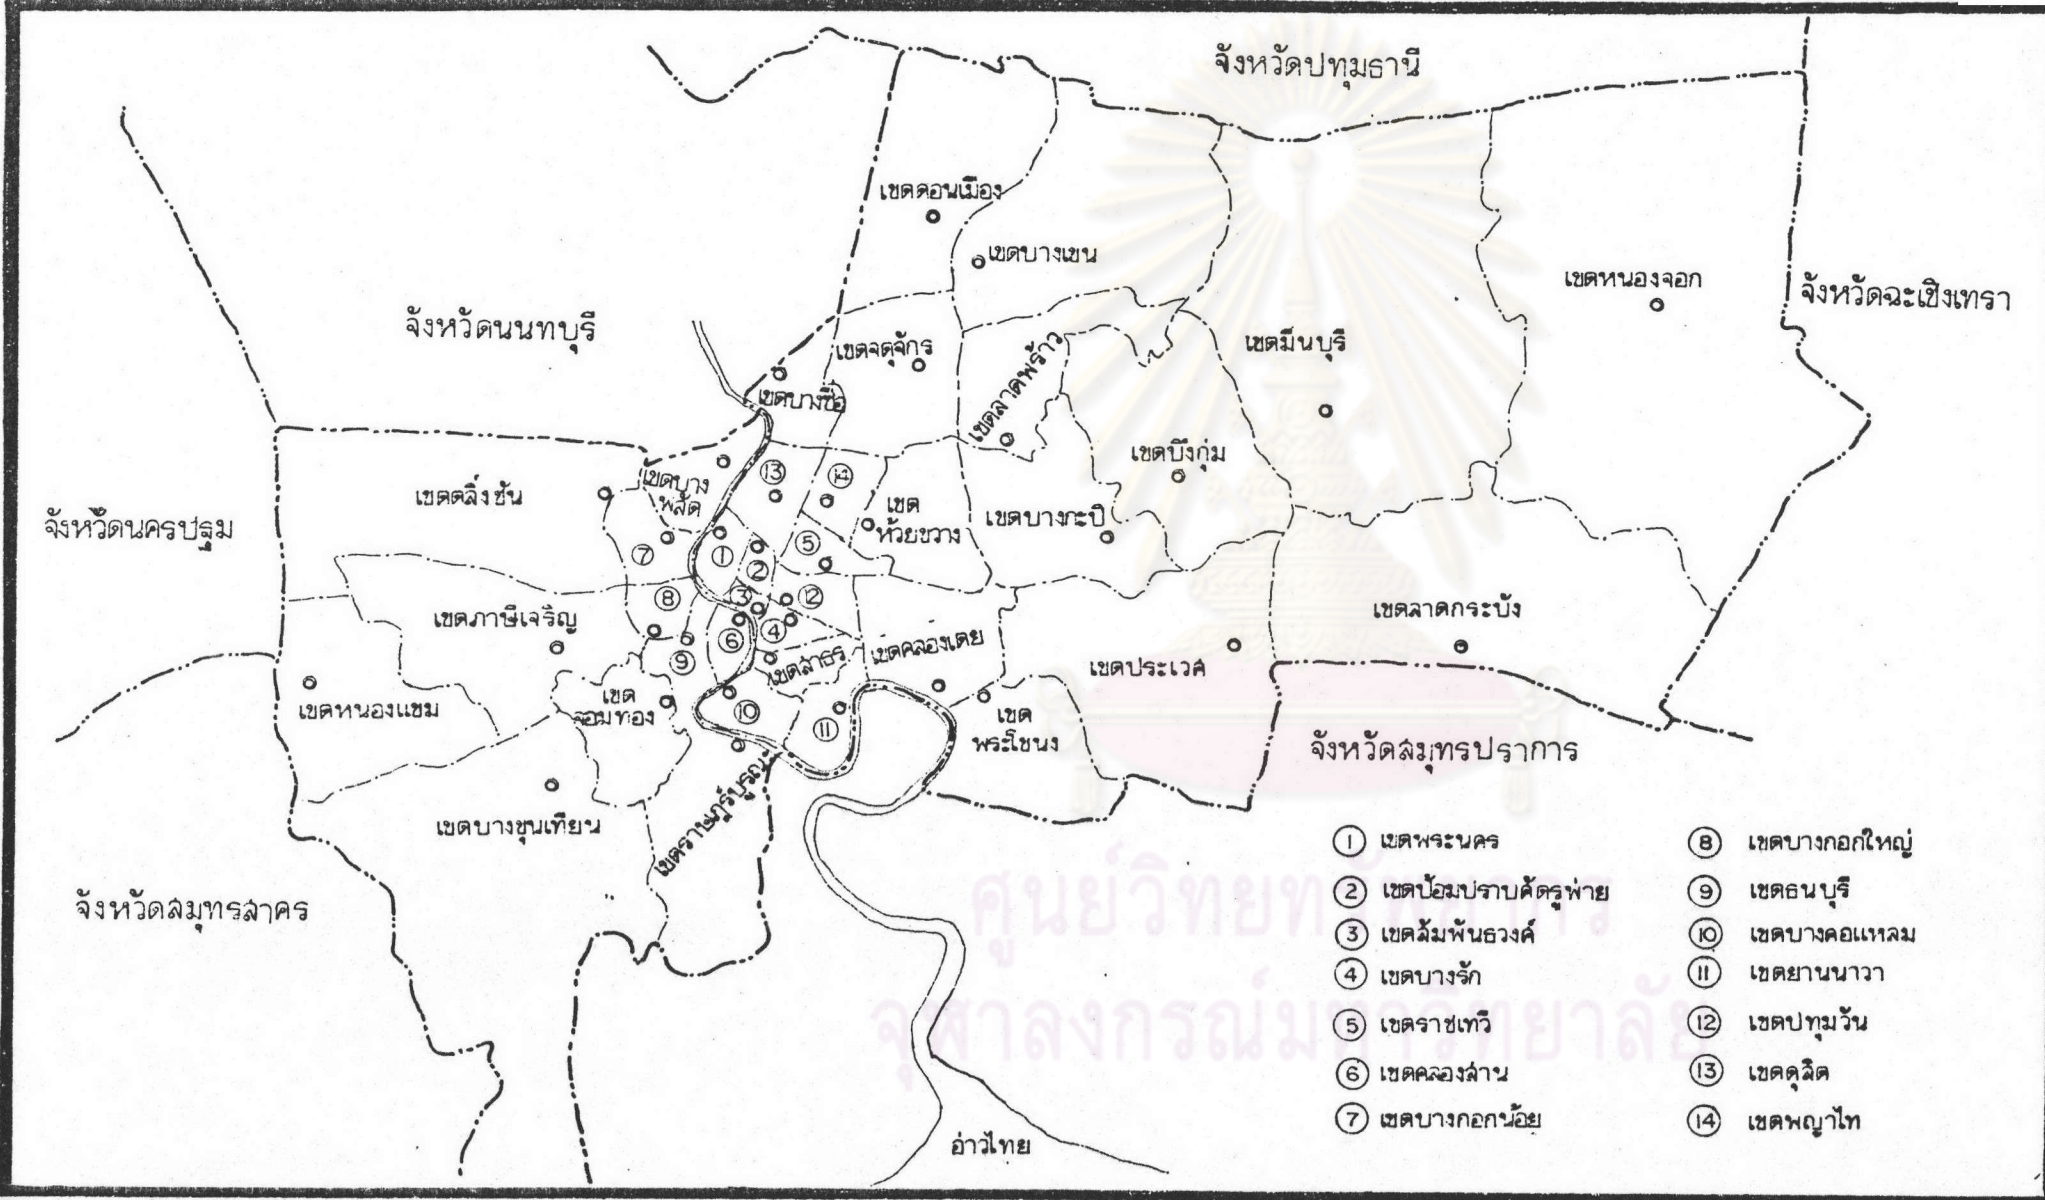 จังหวัดปทุมธานี
เขตดอนเมือง
เขตบางเขน
เขตหนองจอก
จังหวัดฉะเชิงเทรา
จังหวัดนนทบุรี
เขตจตุจักร
เขตลาดพร้าว
เขตมีนบุรี
เขตบางซื่อ
เขตบึงกุ่ม
เขตตลิ่งชัน
เขตบาง
พลัด
13
14
เขต
ห้วยขวาง
เขตบางกะปิ
จังหวัดนครปฐม
7
1
2
5
8
3
12
เขตภาษีเจริญ
6
4
9
เขตสาธร
เขตคลองเตย
เขตประเวศ
เขตลาดกระบัง
เขตหนองแขม
เขต
จอมทอง
10
11
เขต
พระโขนง
จังหวัดสมุทรปราการ
เขตบางขุนเทียน
เขตราษฎร์บูรณะ
จังหวัดสมุทรสาคร
อ่าวไทย
1 เขตพระนคร
2 เขตป้อมปราบศัตรูพ่าย
3 เขตสัมพันธวงค์
4 เขตบางรัก
5 เขตราชเทวี
6 เขตคลองสาน
7 เขตบางกอกน้อย
8 เขตบางกอกใหญ่
9 เขตธนบุรี
10 เขตบางคอแหลม
11 เขตยานนาวา
12 เขตปทุมวัน
13 เขตดุสิต
14 เขตพญาไท
ศูนย์วิทยทรัพยากร
จุฬาลงกรณ์มหาวิทยาลัย